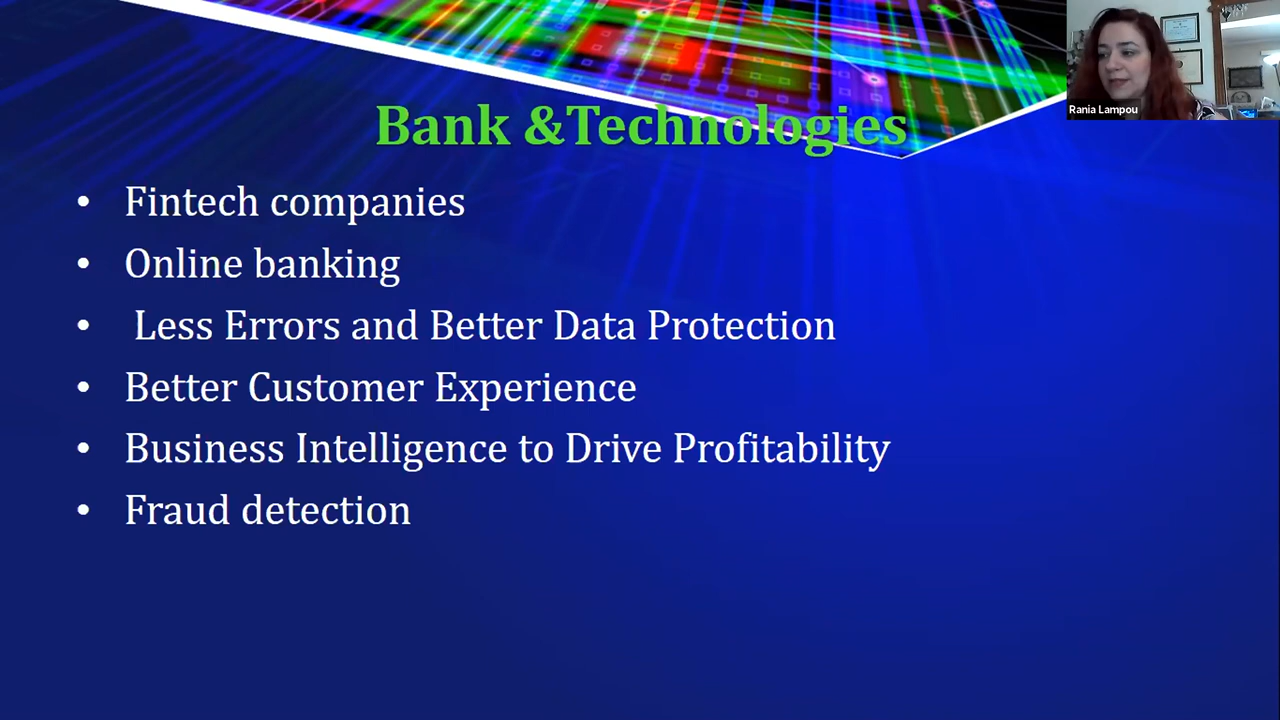 Bank &Technologies
Rania Lampou
• Fintech companies
• Online banking
• Less Errors and Better Data Protection
• Better Customer Experience
• Business Intelligence to Drive Profitability
• Fraud detection